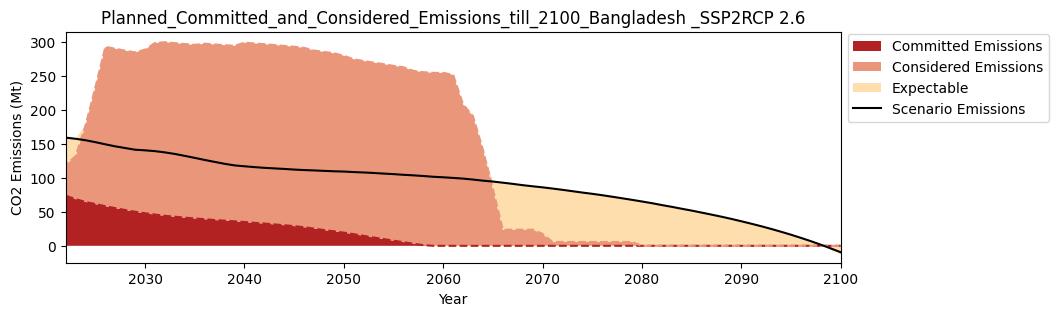 Planned_Committed_and_Considered_Emissions_till_2100_Bangladesh _SSP2RCP 2.6
300
250
200
150
100
50
0
CO2 Emissions (Mt)
2030 2040 2050 2060 2070 2080 2090 2100
Year
Committed Emissions
Considered Emissions
Expectable
Scenario Emissions